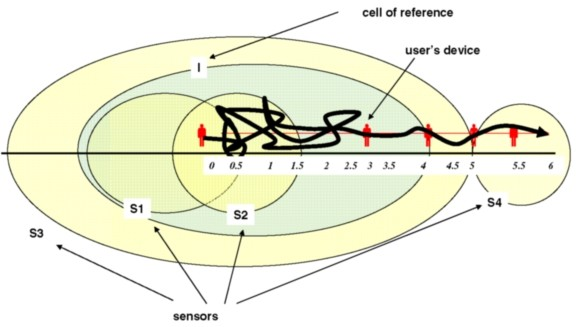 cell of reference
user's device
I
0 0.5 1 1.5 2 2.5 3 3.5 4 4.5 5 5.5 6
S1
S2
S4
S3
sensors